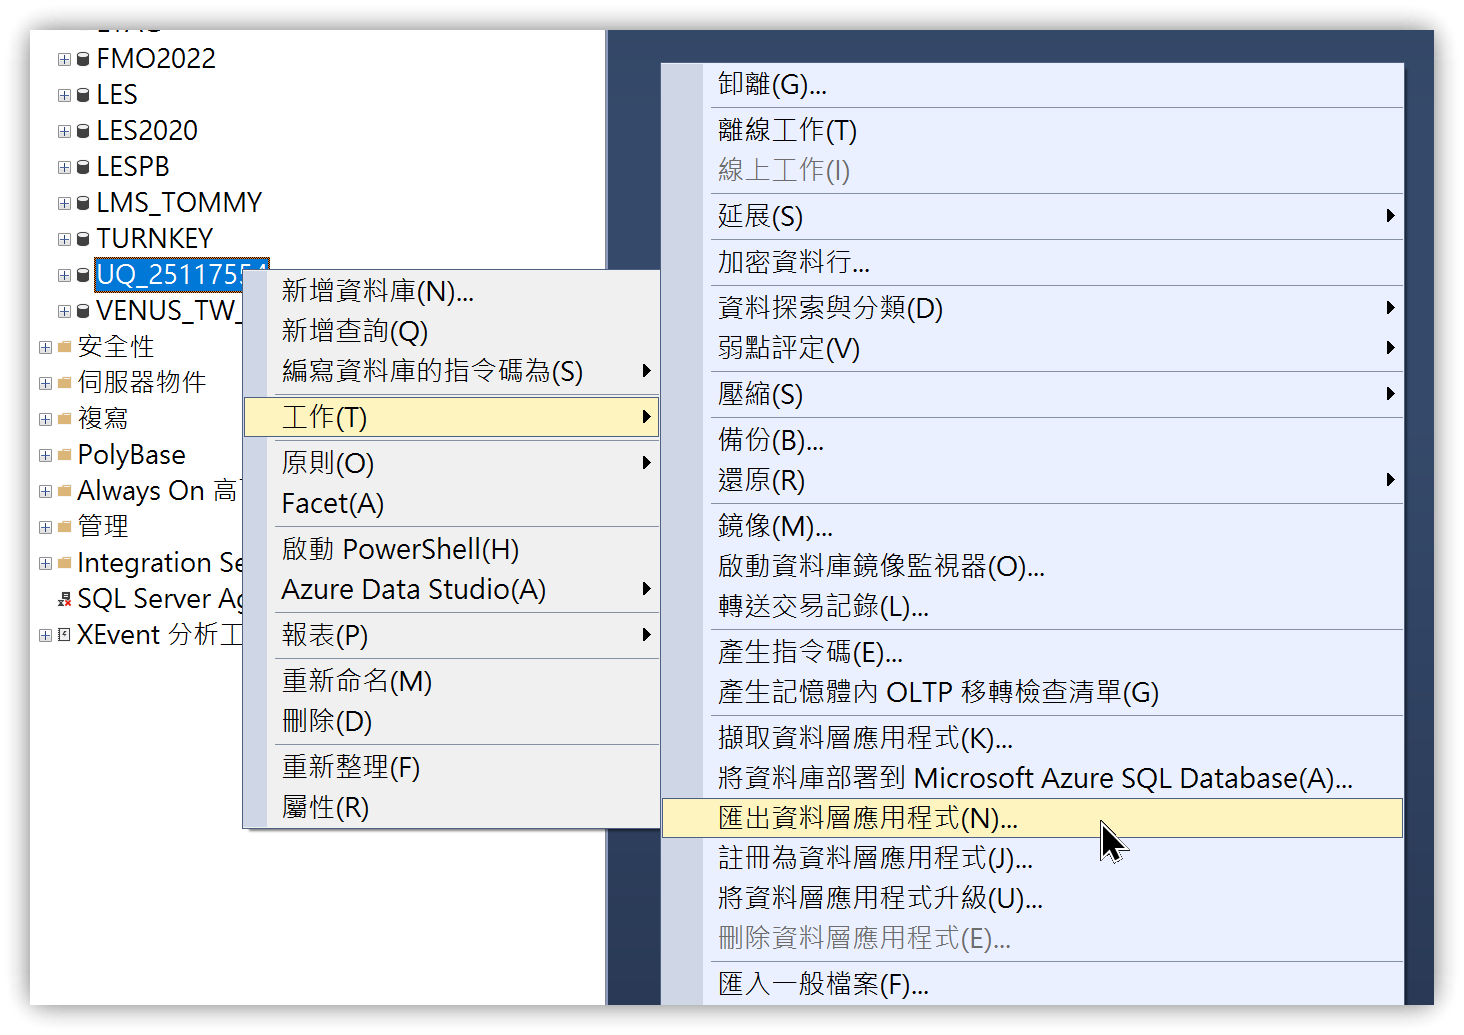 FMO2022
LES
LES2020
LESPB
LMS_TOMMY
TURNKEY
UQ_25117554
VENUS_TW_
安全性
伺服器物件
複寫
PolyBase
Always On 高
管理
Integration Se
SQL Server Ag
XEvent 分析工
新增資料庫(N)...
新增查詢(Q)
編寫資料庫的指令碼為(S)
工作(T)
原則(O)
Facet(A)
啟動 PowerShell(H)
Azure Data Studio(A)
報表(P)
重新命名(M)
刪除(D)
重新整理(F)
屬性(R)
卸離(G)...
離線工作(T)
線上工作(I)
延展(S)
加密資料行...
資料探索與分類(D)
弱點評定(V)
壓縮(S)
備份(B)...
還原(R)
鏡像(M)...
啟動資料庫鏡像監視器(O)...
轉送交易記錄(L)...
產生指令碼(E)...
產生記憶體內 OLTP 移轉檢查清單(G)
擷取資料層應用程式(K)...
將資料庫部署到 Microsoft Azure SQL Database(A)...
匯出資料層應用程式(N)...
註冊為資料層應用程式(J)...
將資料層應用程式升級(U)...
刪除資料層應用程式(E)...
匯入一般檔案(F)...